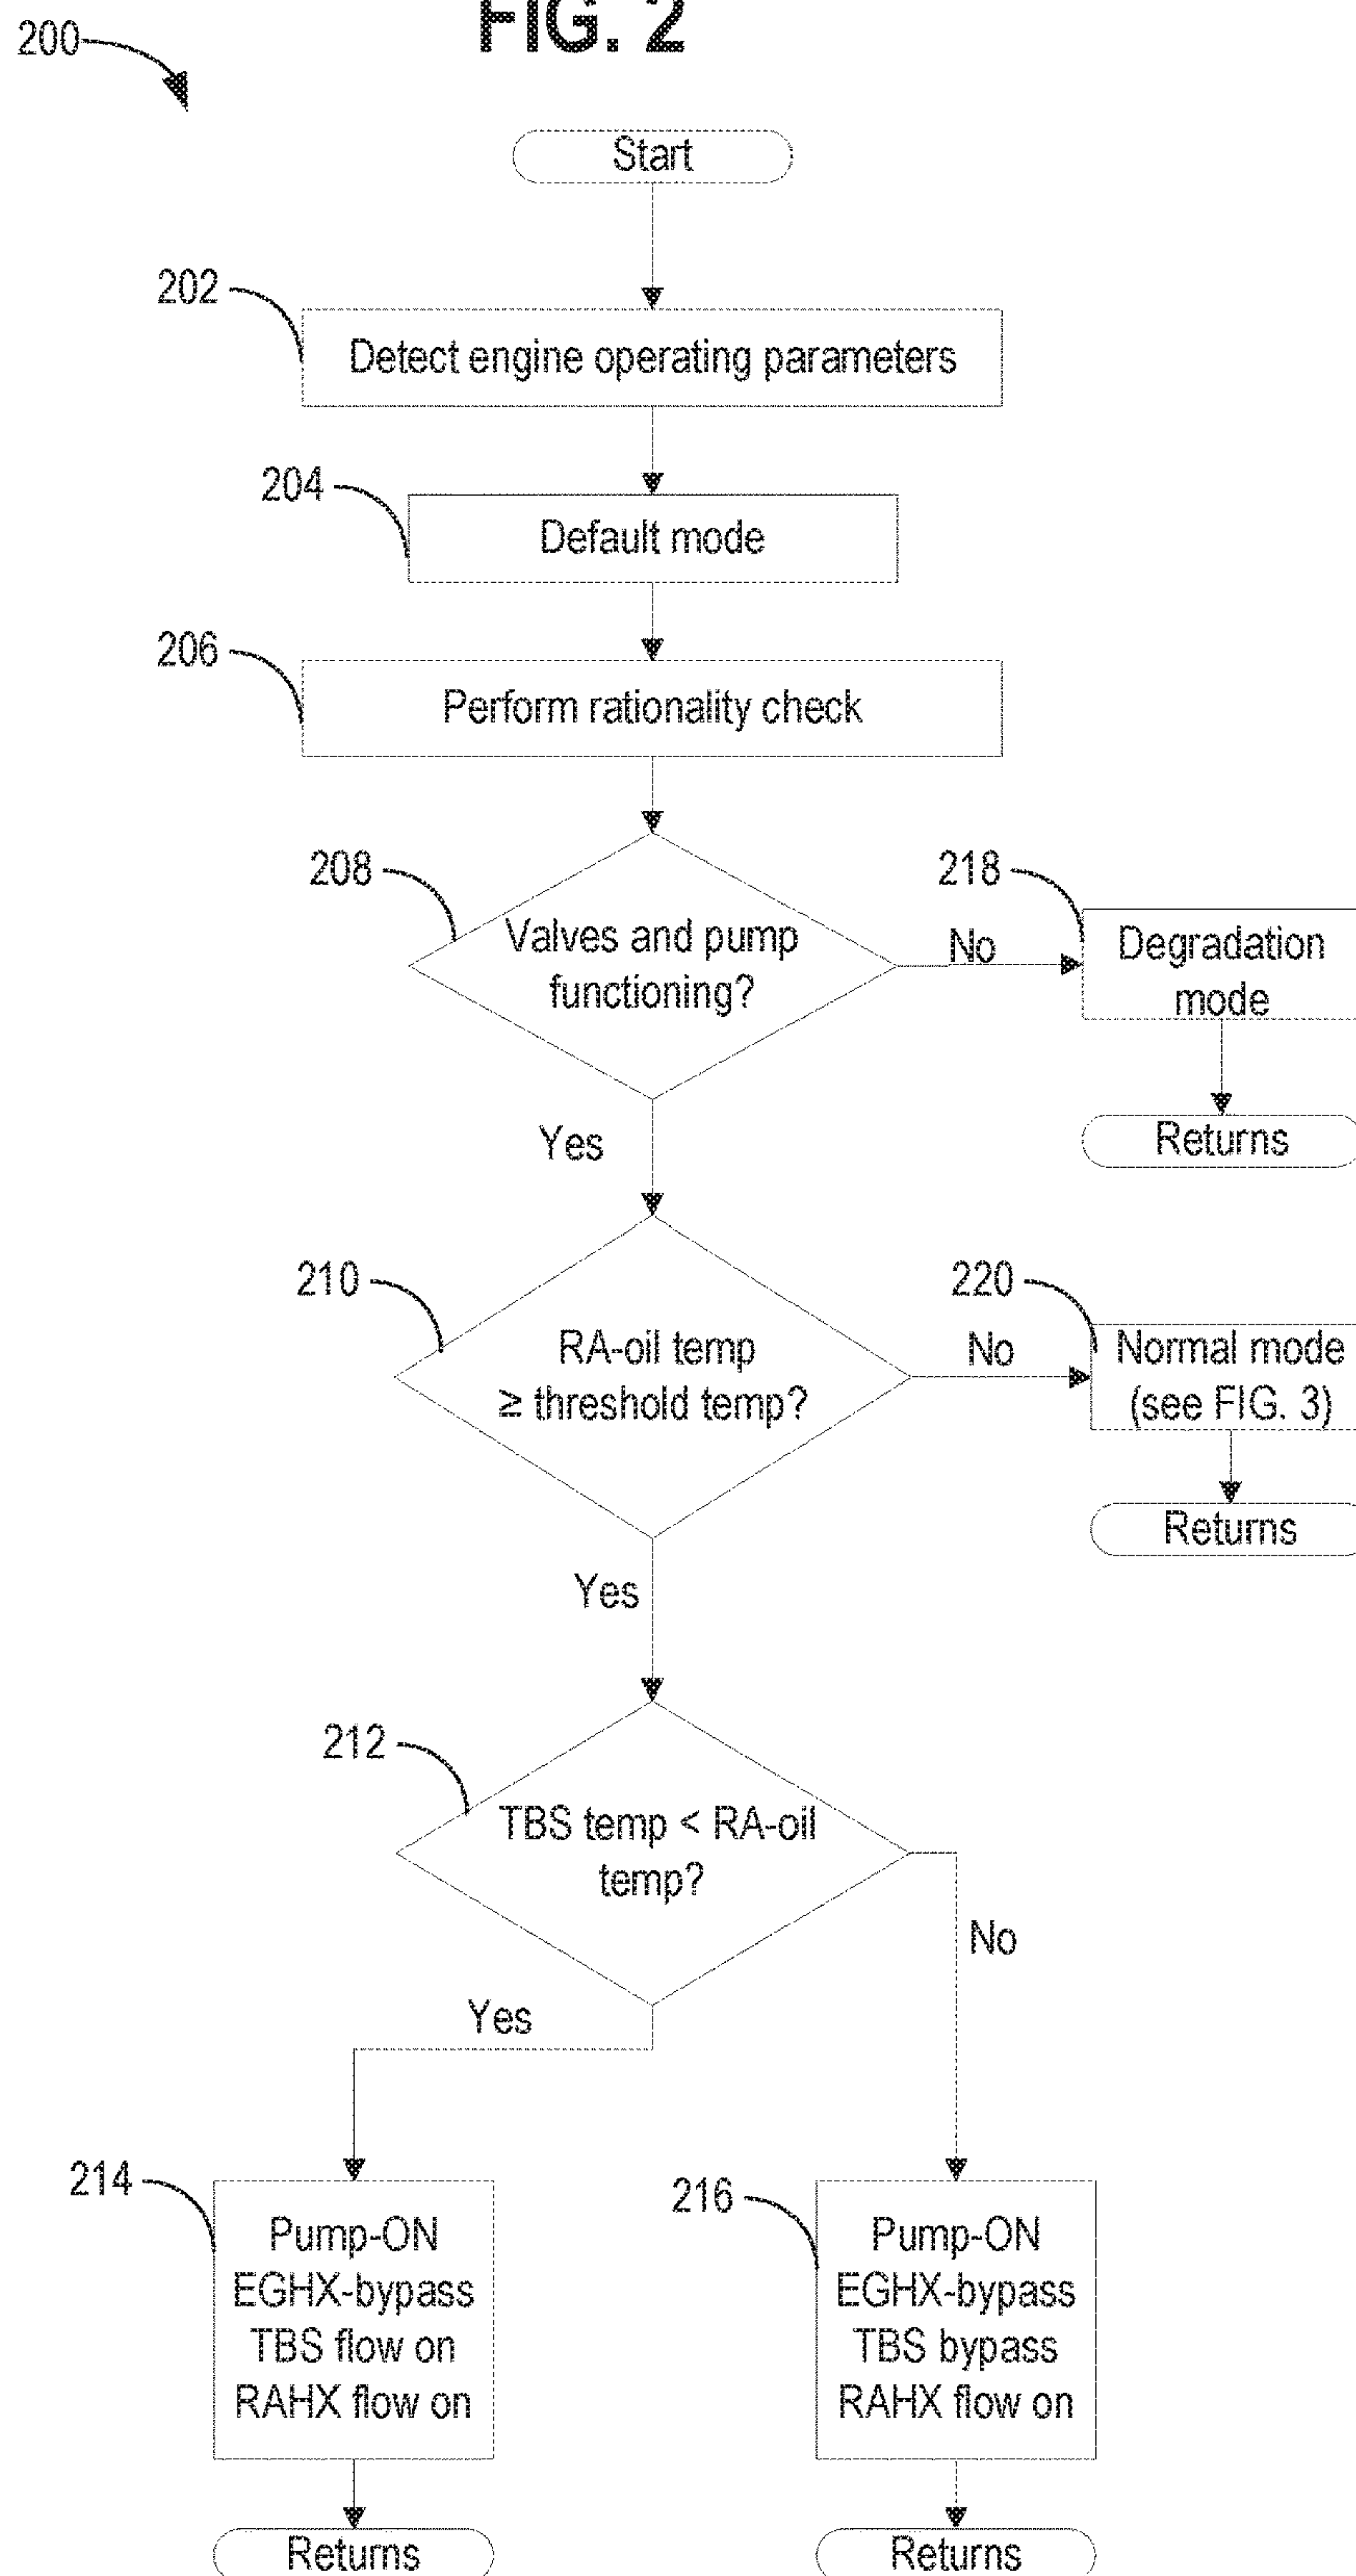 FIG. 2
200
Start
202
Detect engine operating parameters
204
Default mode
206
Perform rationality check
208
Valves and pump
functioning?
No
218
Degradation
mode
Returns
Yes
210
RA-oil temp
≥ threshold temp?
No
220
Normal mode
(see FIG. 3)
Returns
Yes
212
TBS temp < RA-oil
temp?
No
Yes
214
Pump-ON
EGHX-bypass
TBS flow on
RAHX flow on
Returns
216
Pump-ON
EGHX-bypass
TBS bypass
RAHX flow on
Returns